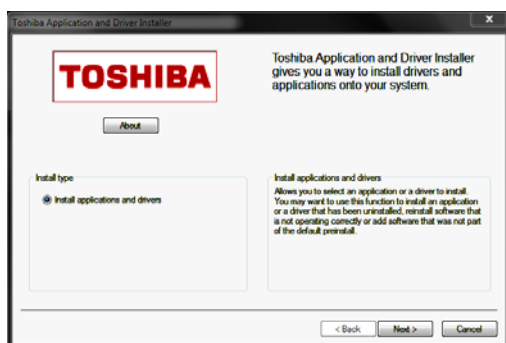 Toshiba Application and Driver Installer
x
TOSHIBA
Toshiba Application and Driver Installer
gives you a way to install drivers and
applications onto your system.
About
Install type
Install applications and drivers
Install applications and drivers
Allows you to select an application or a driver to install.
You may want to use this function to install an application
or a driver that has been uninstalled, reinstall software that
is not operating correctly or add software that was not part
of the default preinstall.
< Back
Next >
Cancel